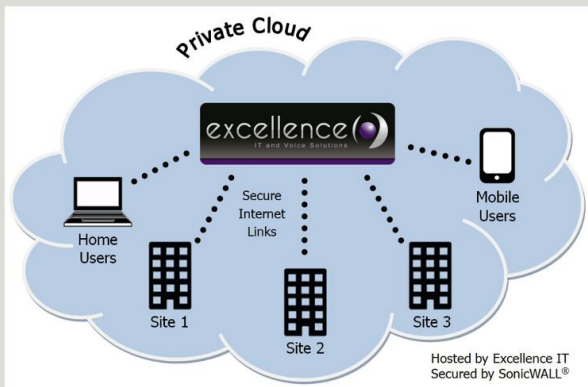 Private Cloud
excellence
IT and Voice Solutions
Secure
Internet
Links
Home
Users
Mobile
Users
Site 1
Site 2
Site 3
Hosted by Excellence IT
Secured by SonicWALL®